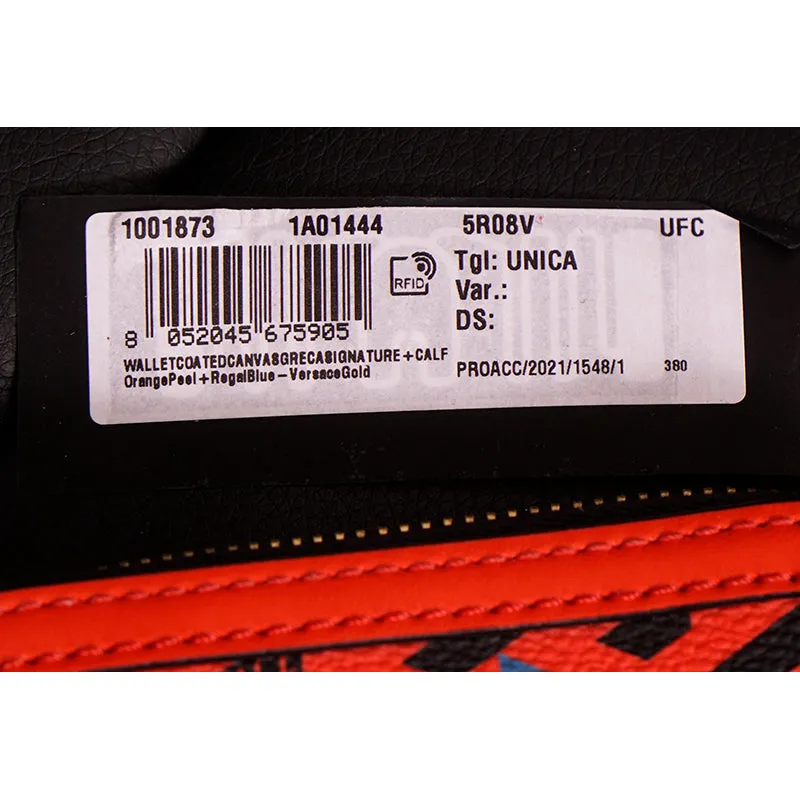 1001873 1A01444 5R08V UFC
RFID
Tgl: UNICA
Var.:
DS:
8 052045 675905
WALLETCOATEDCANVASGRECASIGNATURE+CALF
OrangePeel+RegalBlue-VersaceGold
PROACC/2021/1548/1 380